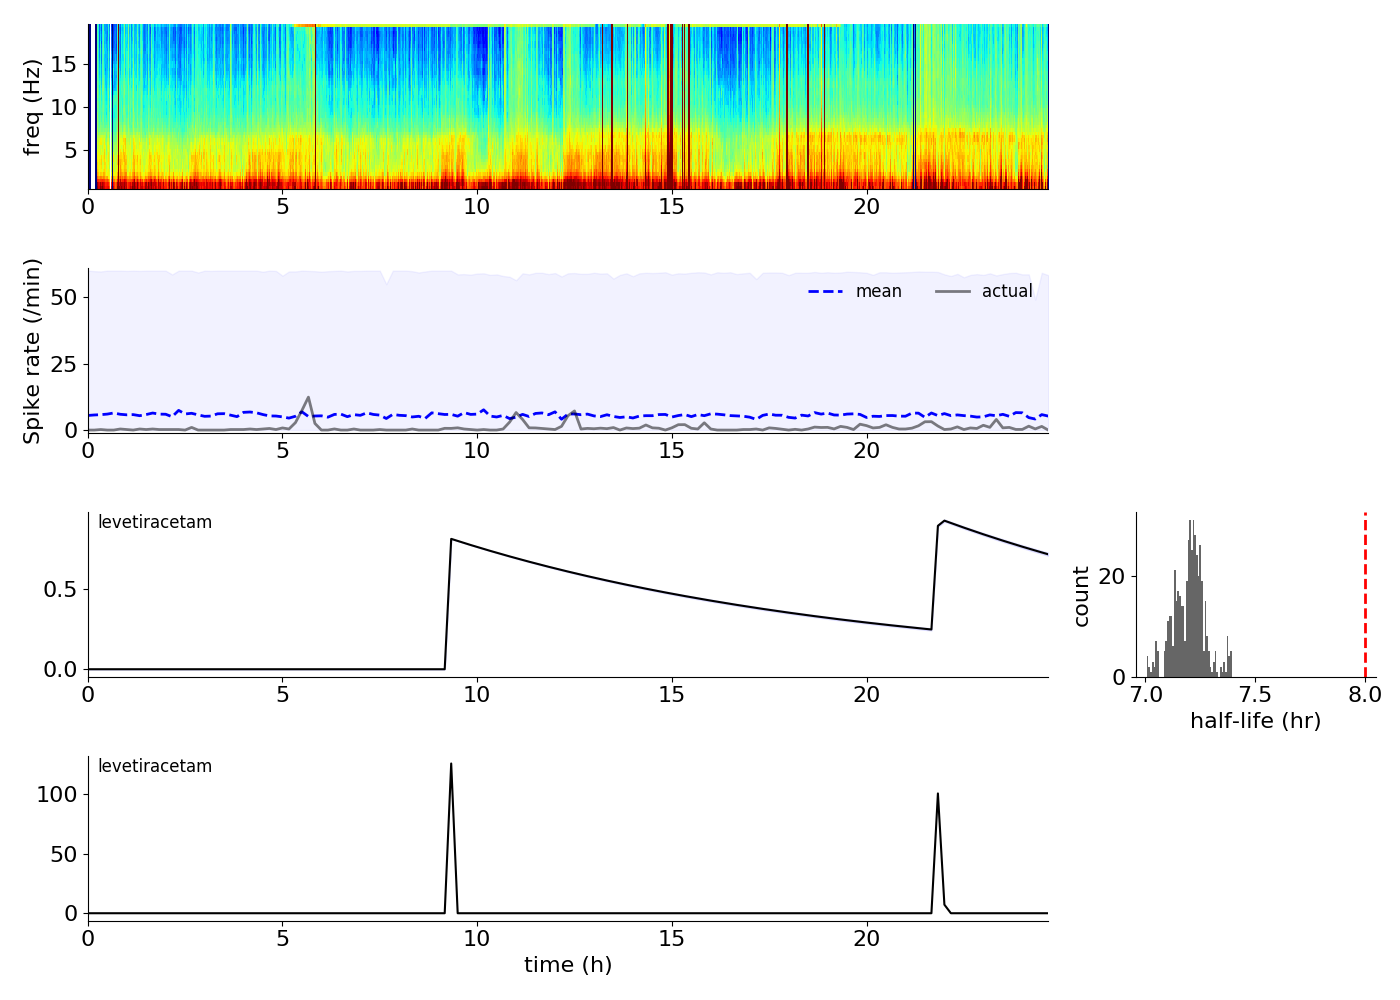 freq (Hz)
15
10
5
0 5 10 15 20
Spike rate (/min)
50
25
0
mean actual
0 5 10 15 20
levetiracetam
0.5
0.0
0 5 10 15 20
count
20
0
7.0 7.5 8.0
half-life (hr)
levetiracetam
100
50
0
0 5 10 15 20
time (h)